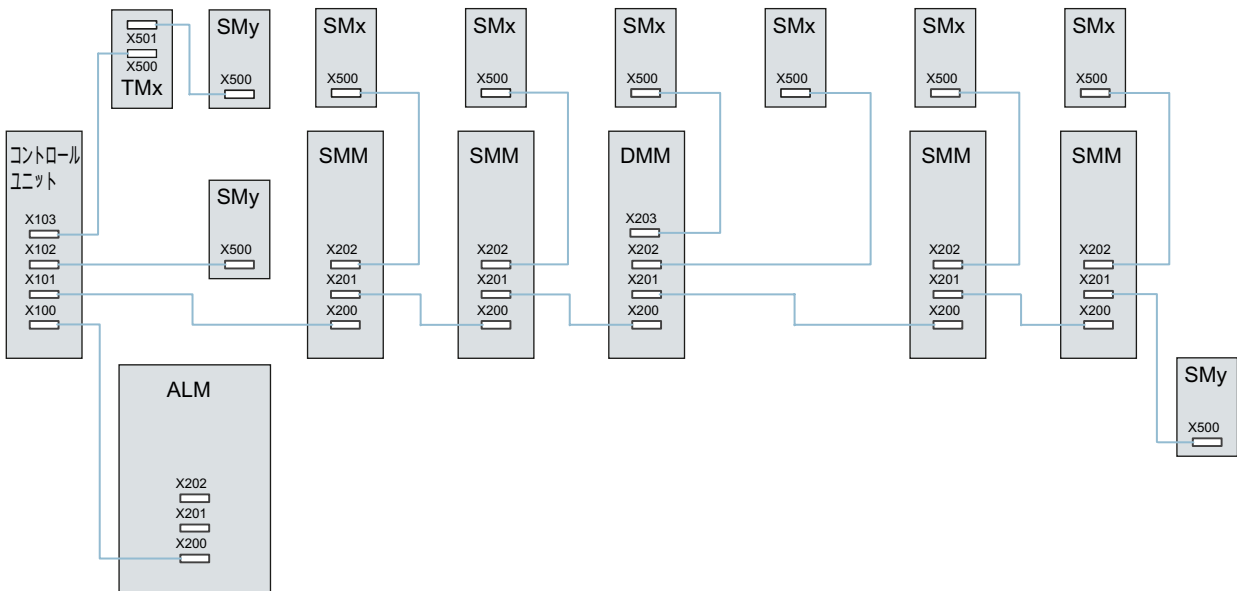 X501
X500
TMx
SMy
X500
SMx
X500
SMx
X500
SMx
X500
SMx
X500
SMx
X500
SMx
X500
コントロール
ユニット
X103
X102
X101
X100
SMy
X500
SMM
X202
X201
X200
SMM
X202
X201
X200
DMM
X203
X202
X201
X200
SMM
X202
X201
X200
SMM
X202
X201
X200
ALM
X202
X201
X200
SMy
X500